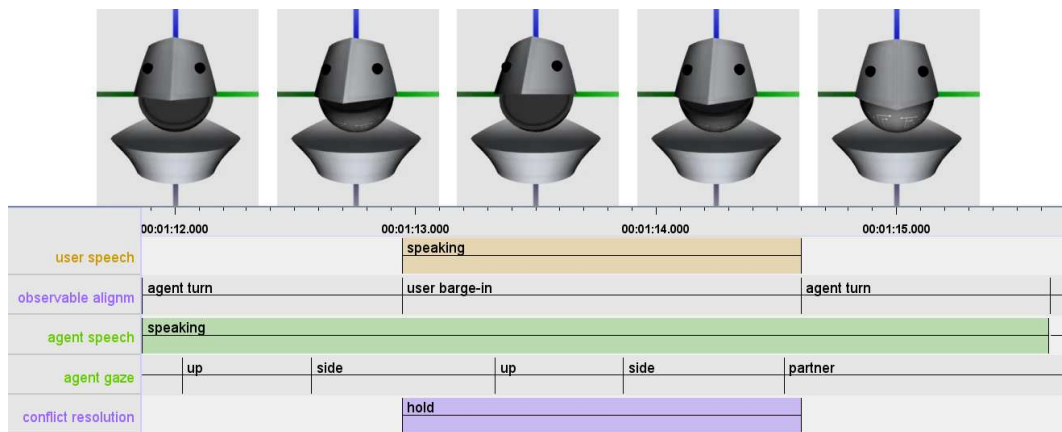 00:01:12.000 00:01:13.000 00:01:14.000 00:01:15.000
user speech speaking
observable alignm agent turn user barge-in agent turn
agent speech speaking
agent gaze up side up side partner
conflict resolution hold